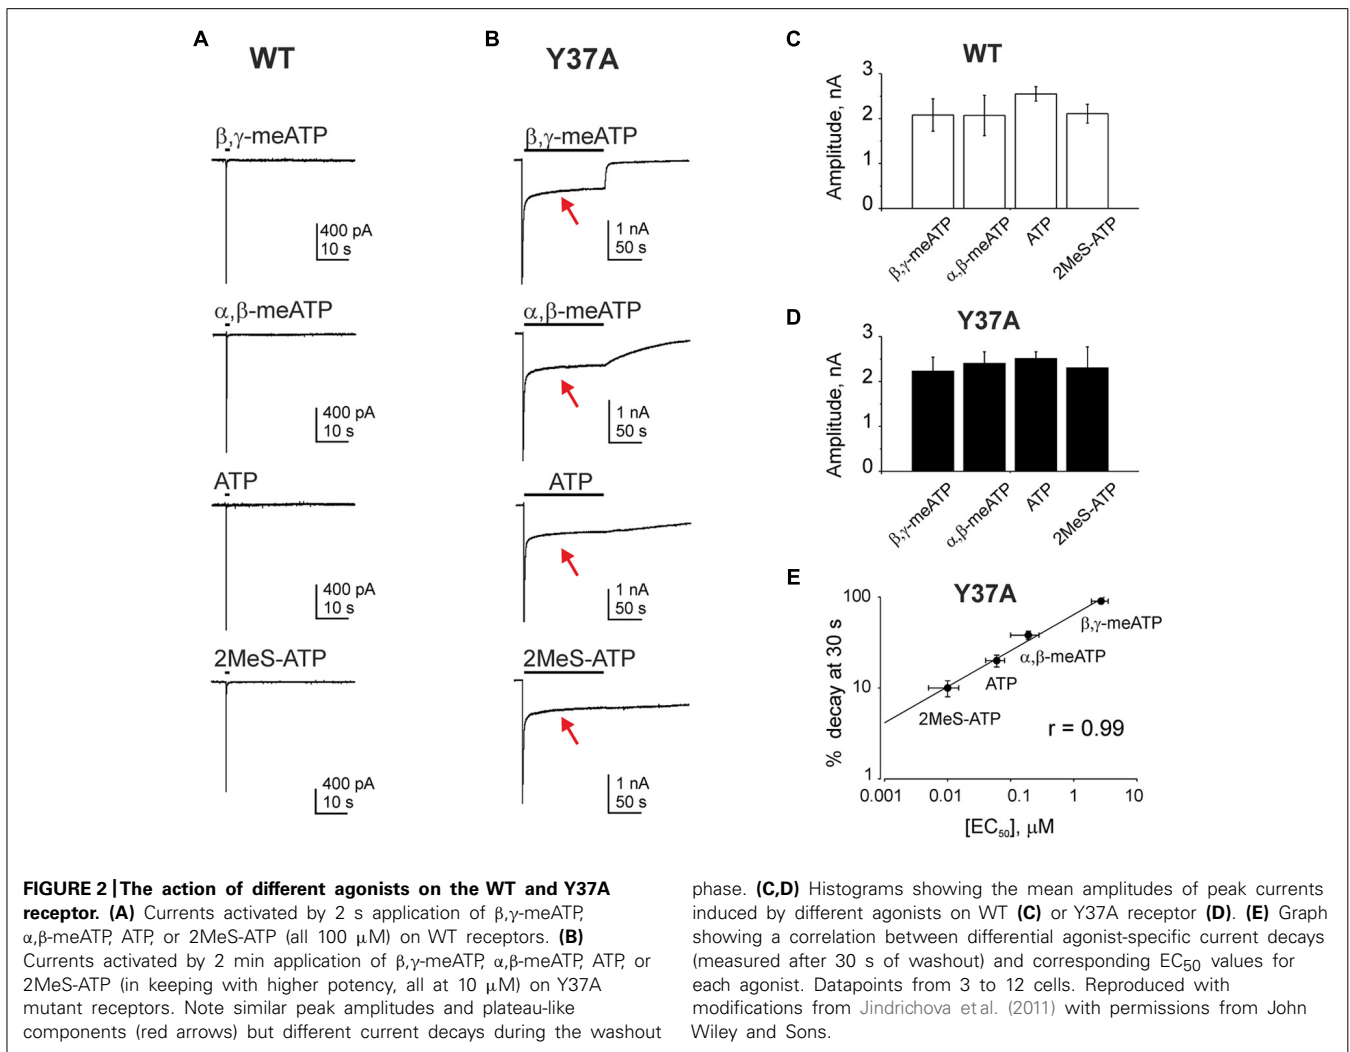 A
WT
β,γ-meATP
400 pA
10 s
α,β-meATP
400 pA
10 s
ATP
400 pA
10 s
2MeS-ATP
400 pA
10 s
B
Y37A
β,γ-meATP
1 nA
50 s
α,β-meATP
1 nA
50 s
ATP
1 nA
50 s
2MeS-ATP
1 nA
50 s
C
WT
Amplitude, nA
3
2
1
0
β,γ-meATP
α,β-meATP
ATP
2MeS-ATP
D
Y37A
Amplitude, nA
3
2
1
0
β,γ-meATP
α,β-meATP
ATP
2MeS-ATP
E
Y37A
% decay at 30 s
100
10
1
β,γ-meATP
α,β-meATP
ATP
2MeS-ATP
r = 0.99
0.001 0.01 0.1 1 10
[EC50], μM
FIGURE 2 | The action of different agonists on the WT and Y37A
receptor. (A) Currents activated by 2 s application of β,γ-meATP,
α,β-meATP, ATP, or 2MeS-ATP (all 100 μM) on WT receptors. (B)
Currents activated by 2 min application of β,γ-meATP, α,β-meATP, ATP, or
2MeS-ATP (in keeping with higher potency, all at 10 μM) on Y37A
mutant receptors. Note similar peak amplitudes and plateau-like
components (red arrows) but different current decays during the washout
phase. (C,D) Histograms showing the mean amplitudes of peak currents
induced by different agonists on WT (C) or Y37A receptor (D). (E) Graph
showing a correlation between differential agonist-specific current decays
(measured after 30 s of washout) and corresponding EC50 values for
each agonist. Datapoints from 3 to 12 cells. Reproduced with
modifications from Jindrichova et al. (2011) with permissions from John
Wiley and Sons.